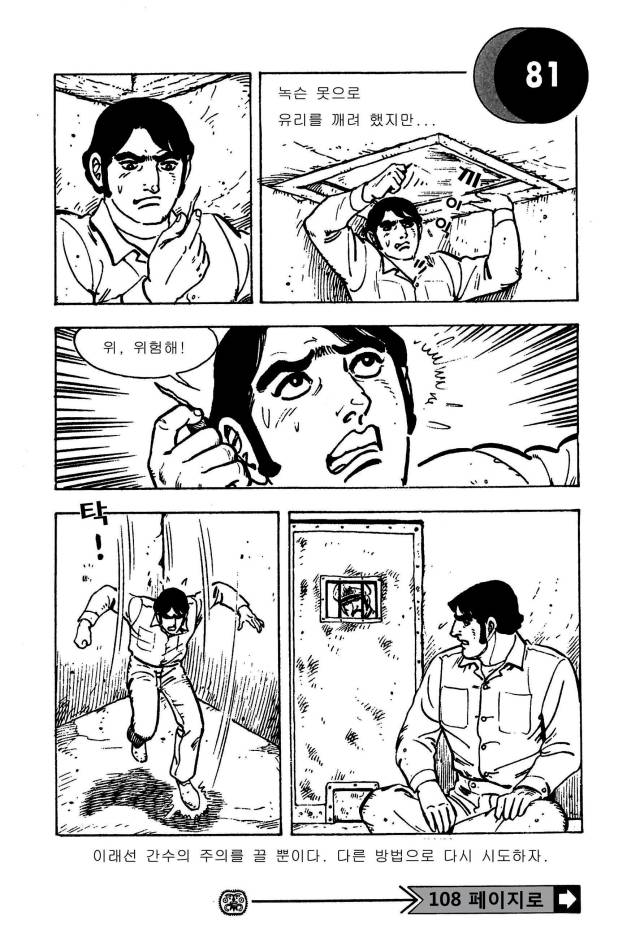 81
녹슨 못으로
유리를 깨려 했지만...
끼
이
익
위, 위험해!
탁
!
이래선 간수의 주의를 끌 뿐이다. 다른 방법으로 다시 시도하자.
108 페이지로